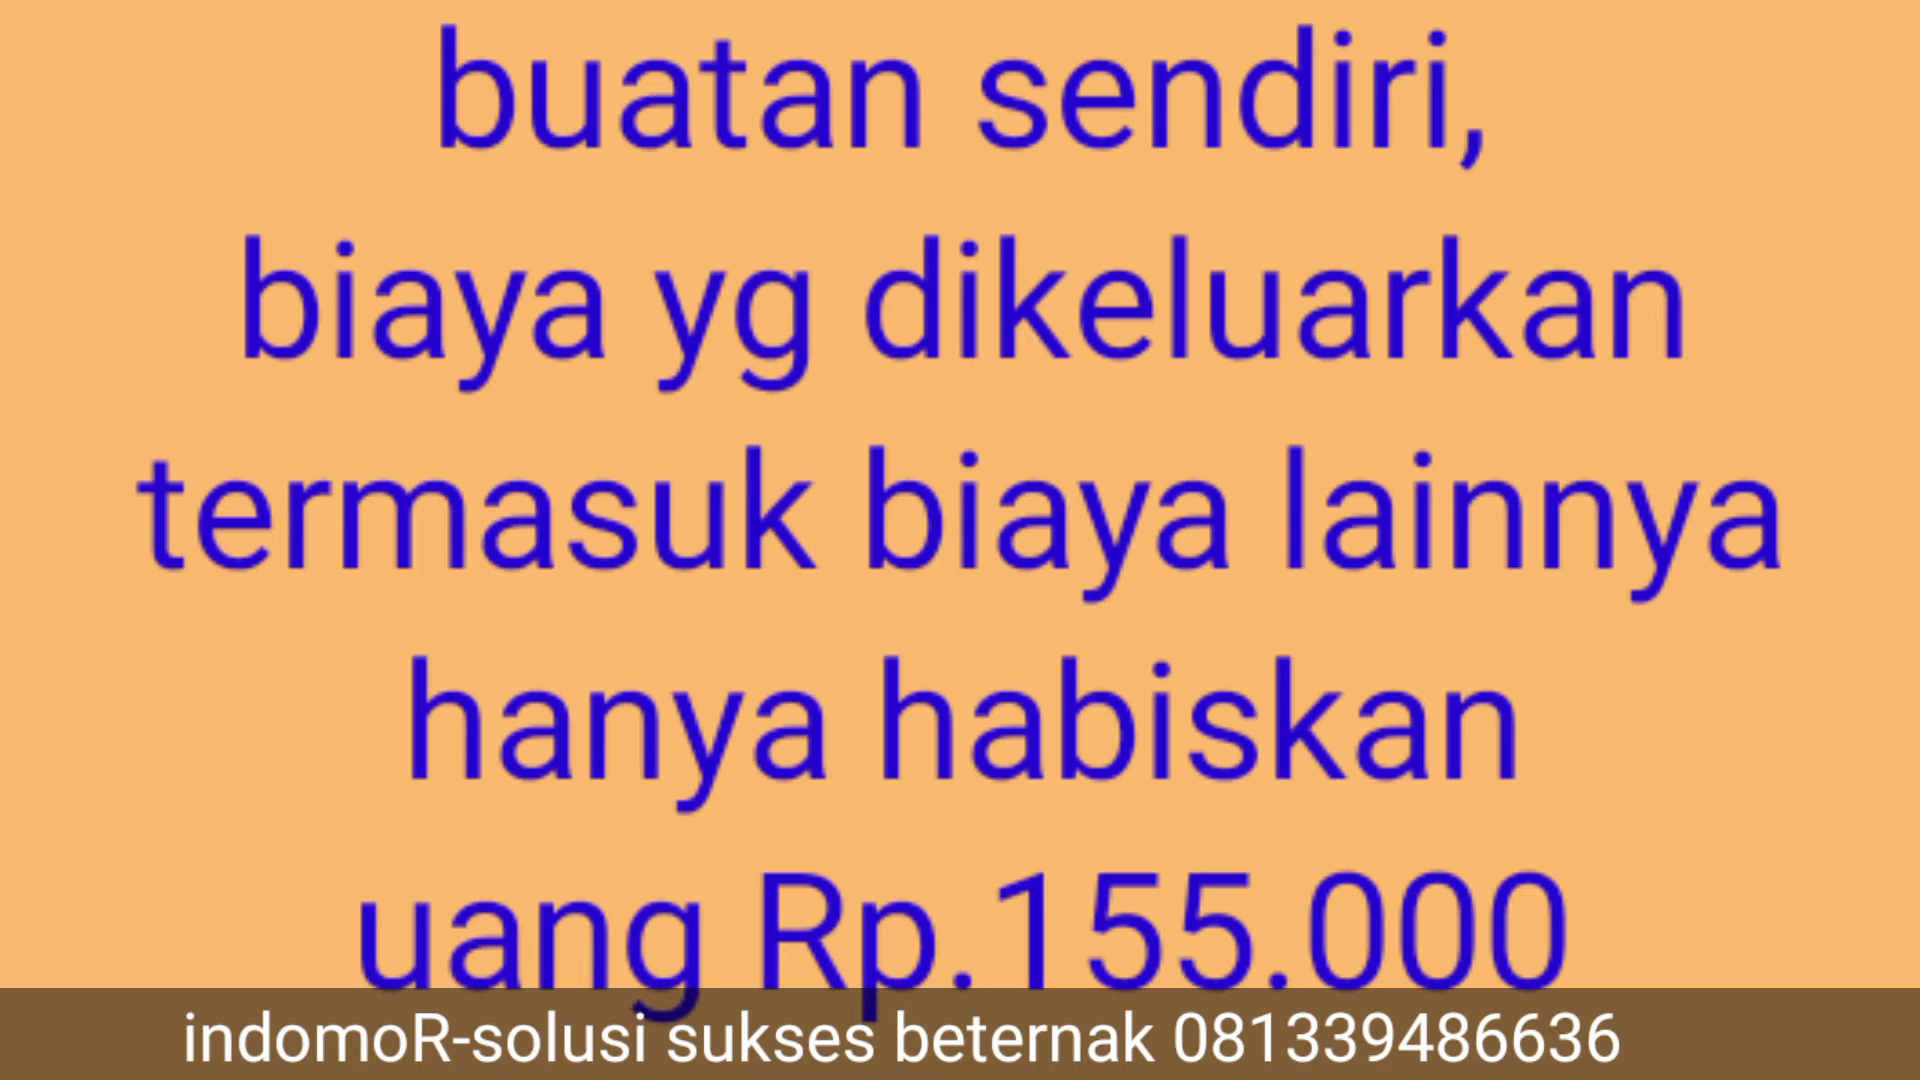 buatan sendiri,
biaya yg dikeluarkan
termasuk biaya lainnya
hanya habiskan
uang Rp.155.000
indomoR-solusi sukses beternak 081339486636